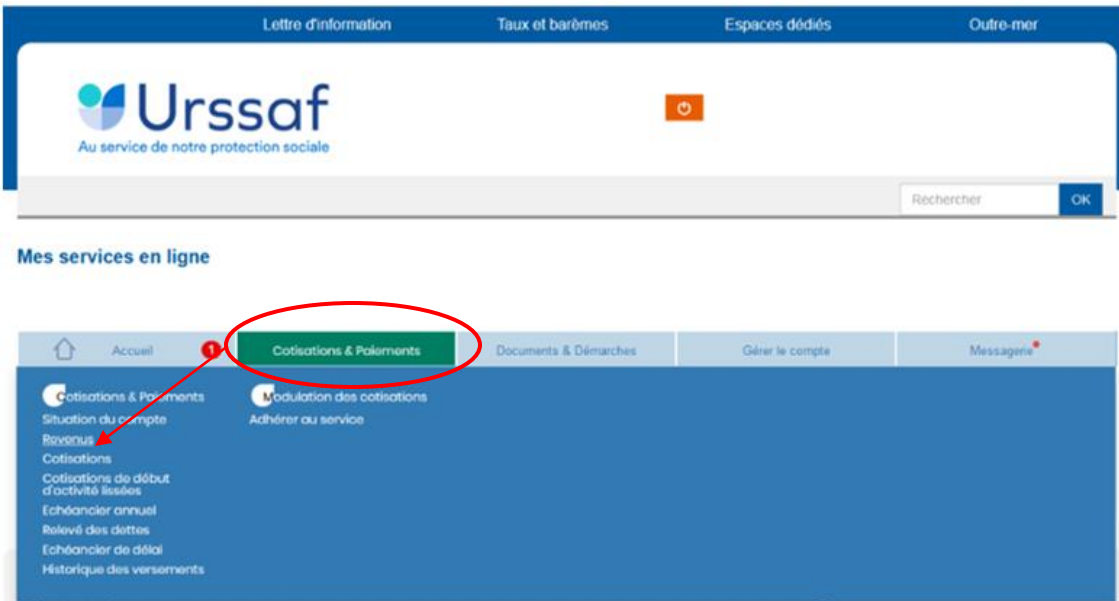 Lettre d'information Taux et barèmes Espaces dédiés Outre-mer
Urssaf
Au service de notre protection sociale
Rechercher OK
Mes services en ligne
Accueil 1 Cotisations & Paiements Documents & Démarches Gérer le compte Messagerie
Cotisations & Paiements Modulation des cotisations
Situation du compte Adhérer au service
Revenus
Cotisations
Cotisations de début
d'activité lissées
Echéancier annuel
Relevé des dettes
Echéancier de délai
Historique des versements